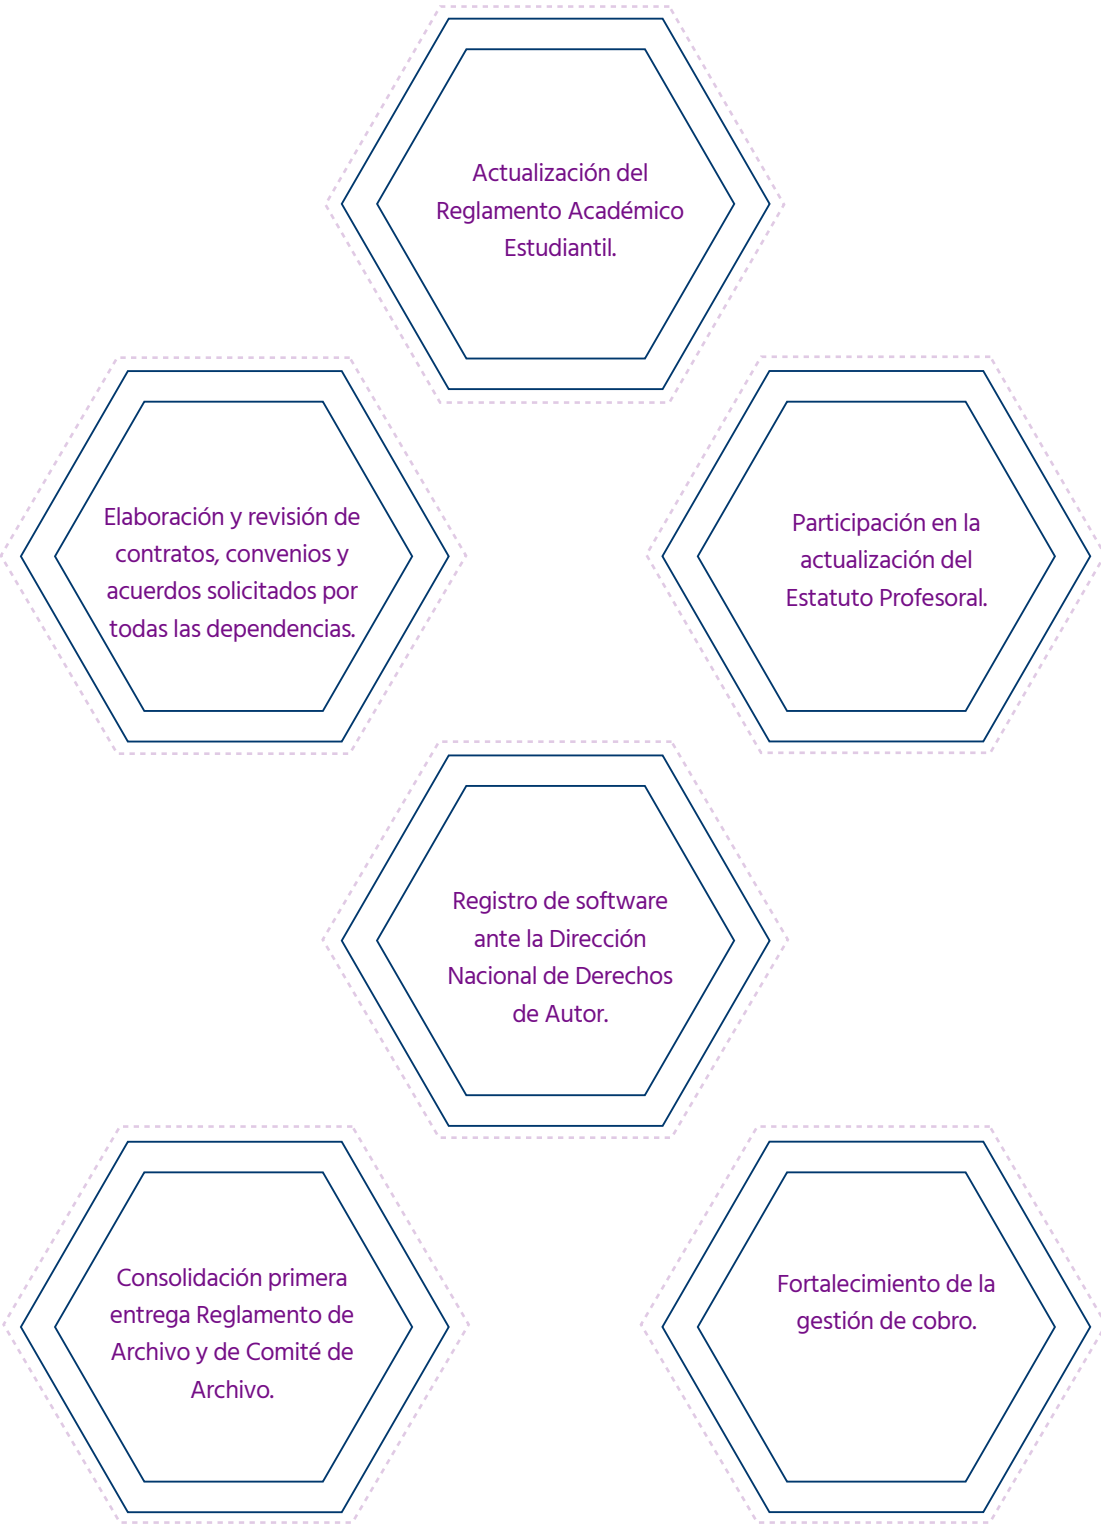 Actualización del
Reglamento Académico
Estudiantil.
Elaboración y revisión de
contratos, convenios y
acuerdos solicitados por
todas las dependencias.
Participación en la
actualización del
Estatuto Profesoral.
Registro de software
ante la Dirección
Nacional de Derechos
de Autor.
Consolidación primera
entrega Reglamento de
Archivo y de Comité de
Archivo.
Fortalecimiento de la
gestión de cobro.